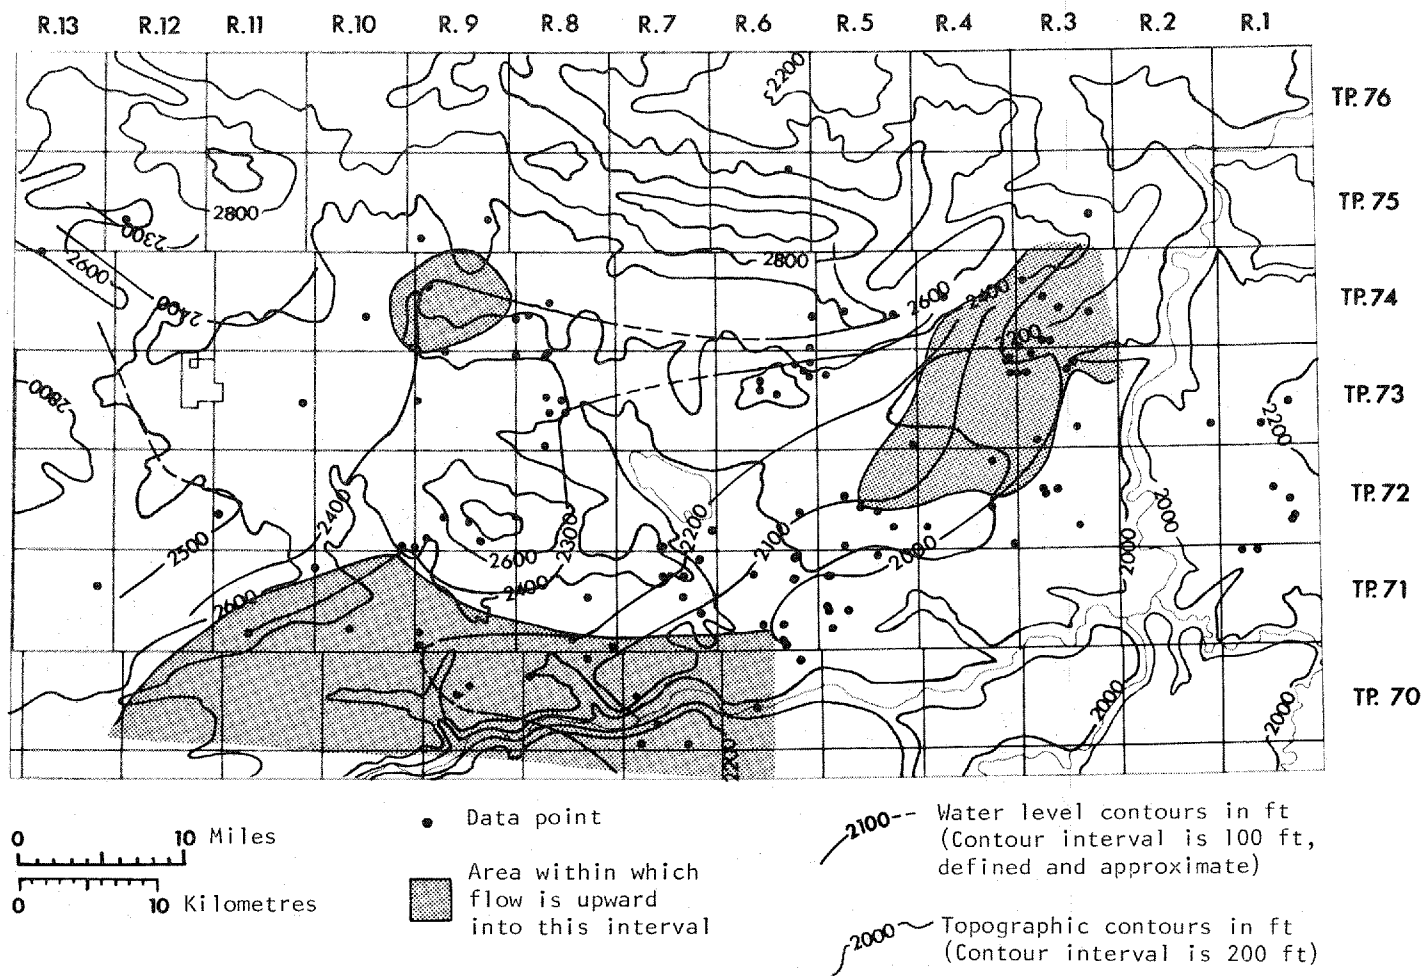 R.13 R.12 R.11 R.10 R.9 R.8 R.7 R.6 R.5 R.4 R.3 R.2 R.1
2200
TP. 76
2800
TP. 75
2300
2800
2600
2600
2400
TP. 74
2400
200
2800
TP. 73
2200
2400
TP. 72
2000
2200
2300
2100
2500
2600
2000
2000
2400
2600
TP. 71
2000
2000
TP. 70
2200
0 10 Miles
0 10 Kilometres
Data point
Area within which
flow is upward
into this interval
2100
Water level contours in ft
(Contour interval is 100 ft,
defined and approximate)
2000
Topographic contours in ft
(Contour interval is 200 ft)